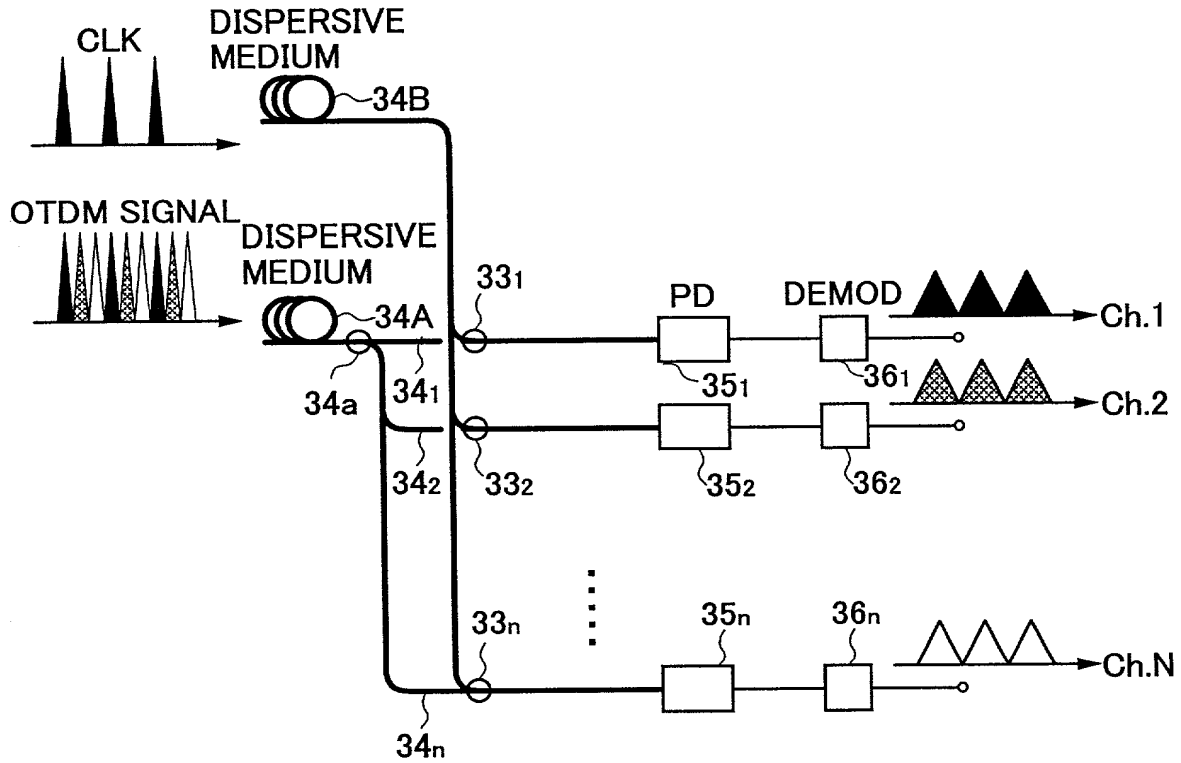 DISPERSIVE
MEDIUM
CLK
34B
OTDM SIGNAL
DISPERSIVE
MEDIUM
34A
33₁
PD
DEMOD
Ch.1
34a
34₁
35₁
36₁
Ch.2
34₂
33₂
35₂
36₂
33ₙ
35ₙ
36ₙ
Ch.N
34ₙ